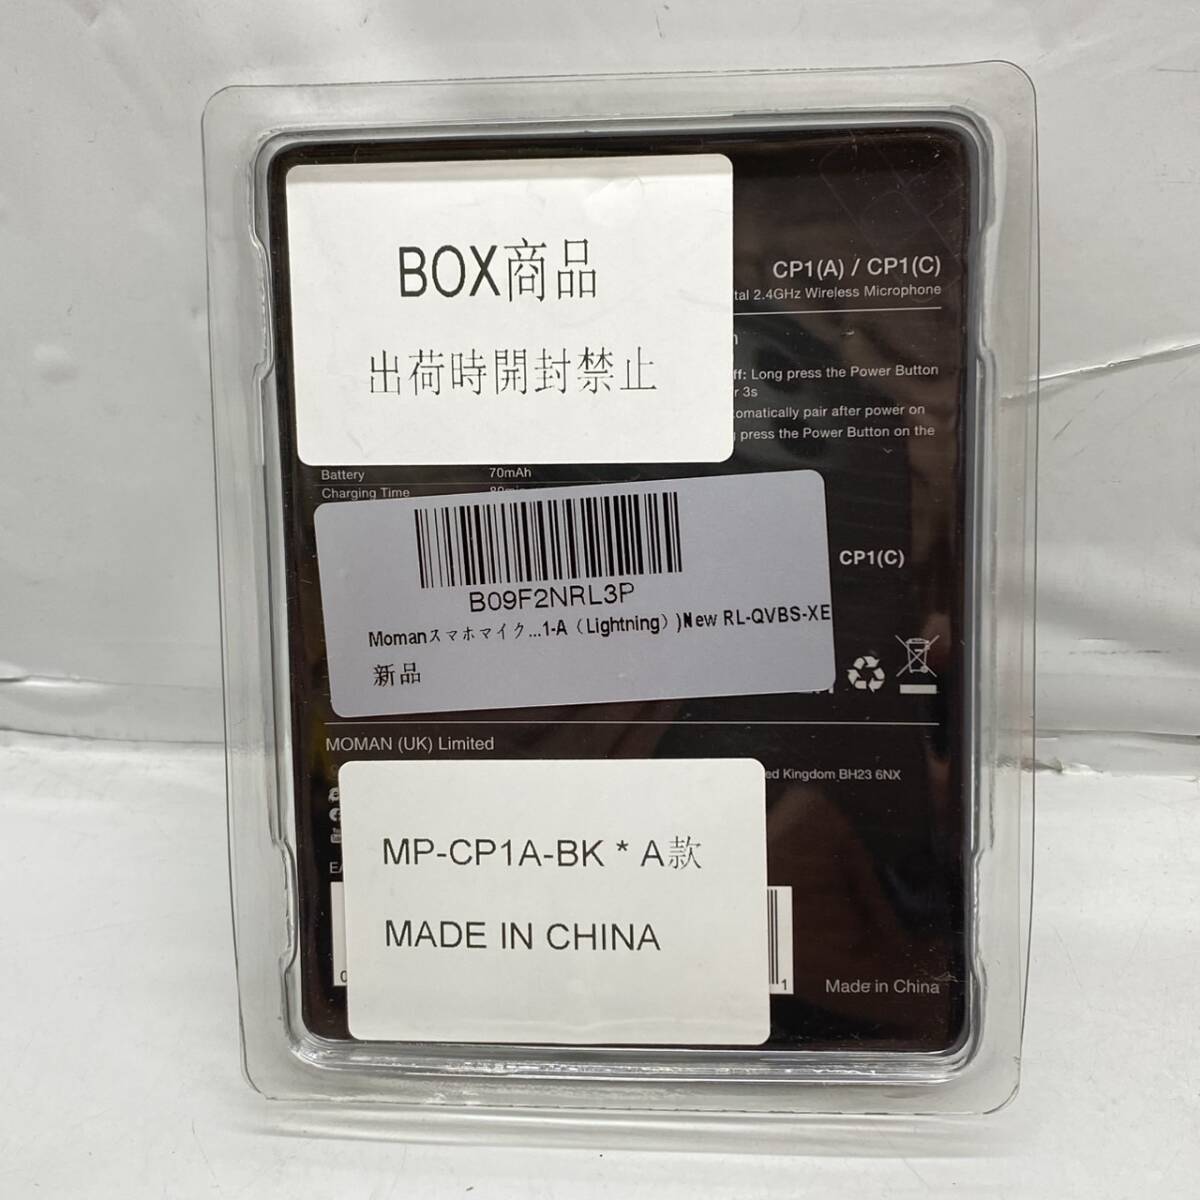 BOX商品
出荷時開封禁止
CP1(A) / CP1(C)
2.4GHz Wireless Microphone
Long press the Power Button
3s
pair after power on
press the Power Button on the
Battery 70mAh
Charging Time
B09F2NRL3P
Momanスマホマイク...1-A（Lightning）)New RL-QVBS-XE
新品
CP1(C)
MOMAN (UK) Limited
Kingdom BH23 6NX
MP-CP1A-BK * A款
MADE IN CHINA
1
Made in China